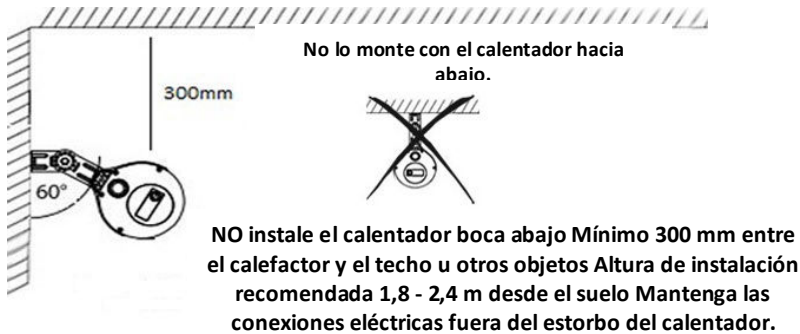 No lo monte con el calentador hacia
abajo.
300mm
60°
NO instale el calentador boca abajo Mínimo 300 mm entre
el calefactor y el techo u otros objetos Altura de instalación
recomendada 1,8 - 2,4 m desde el suelo Mantenga las
conexiones eléctricas fuera del estorbo del calentador.